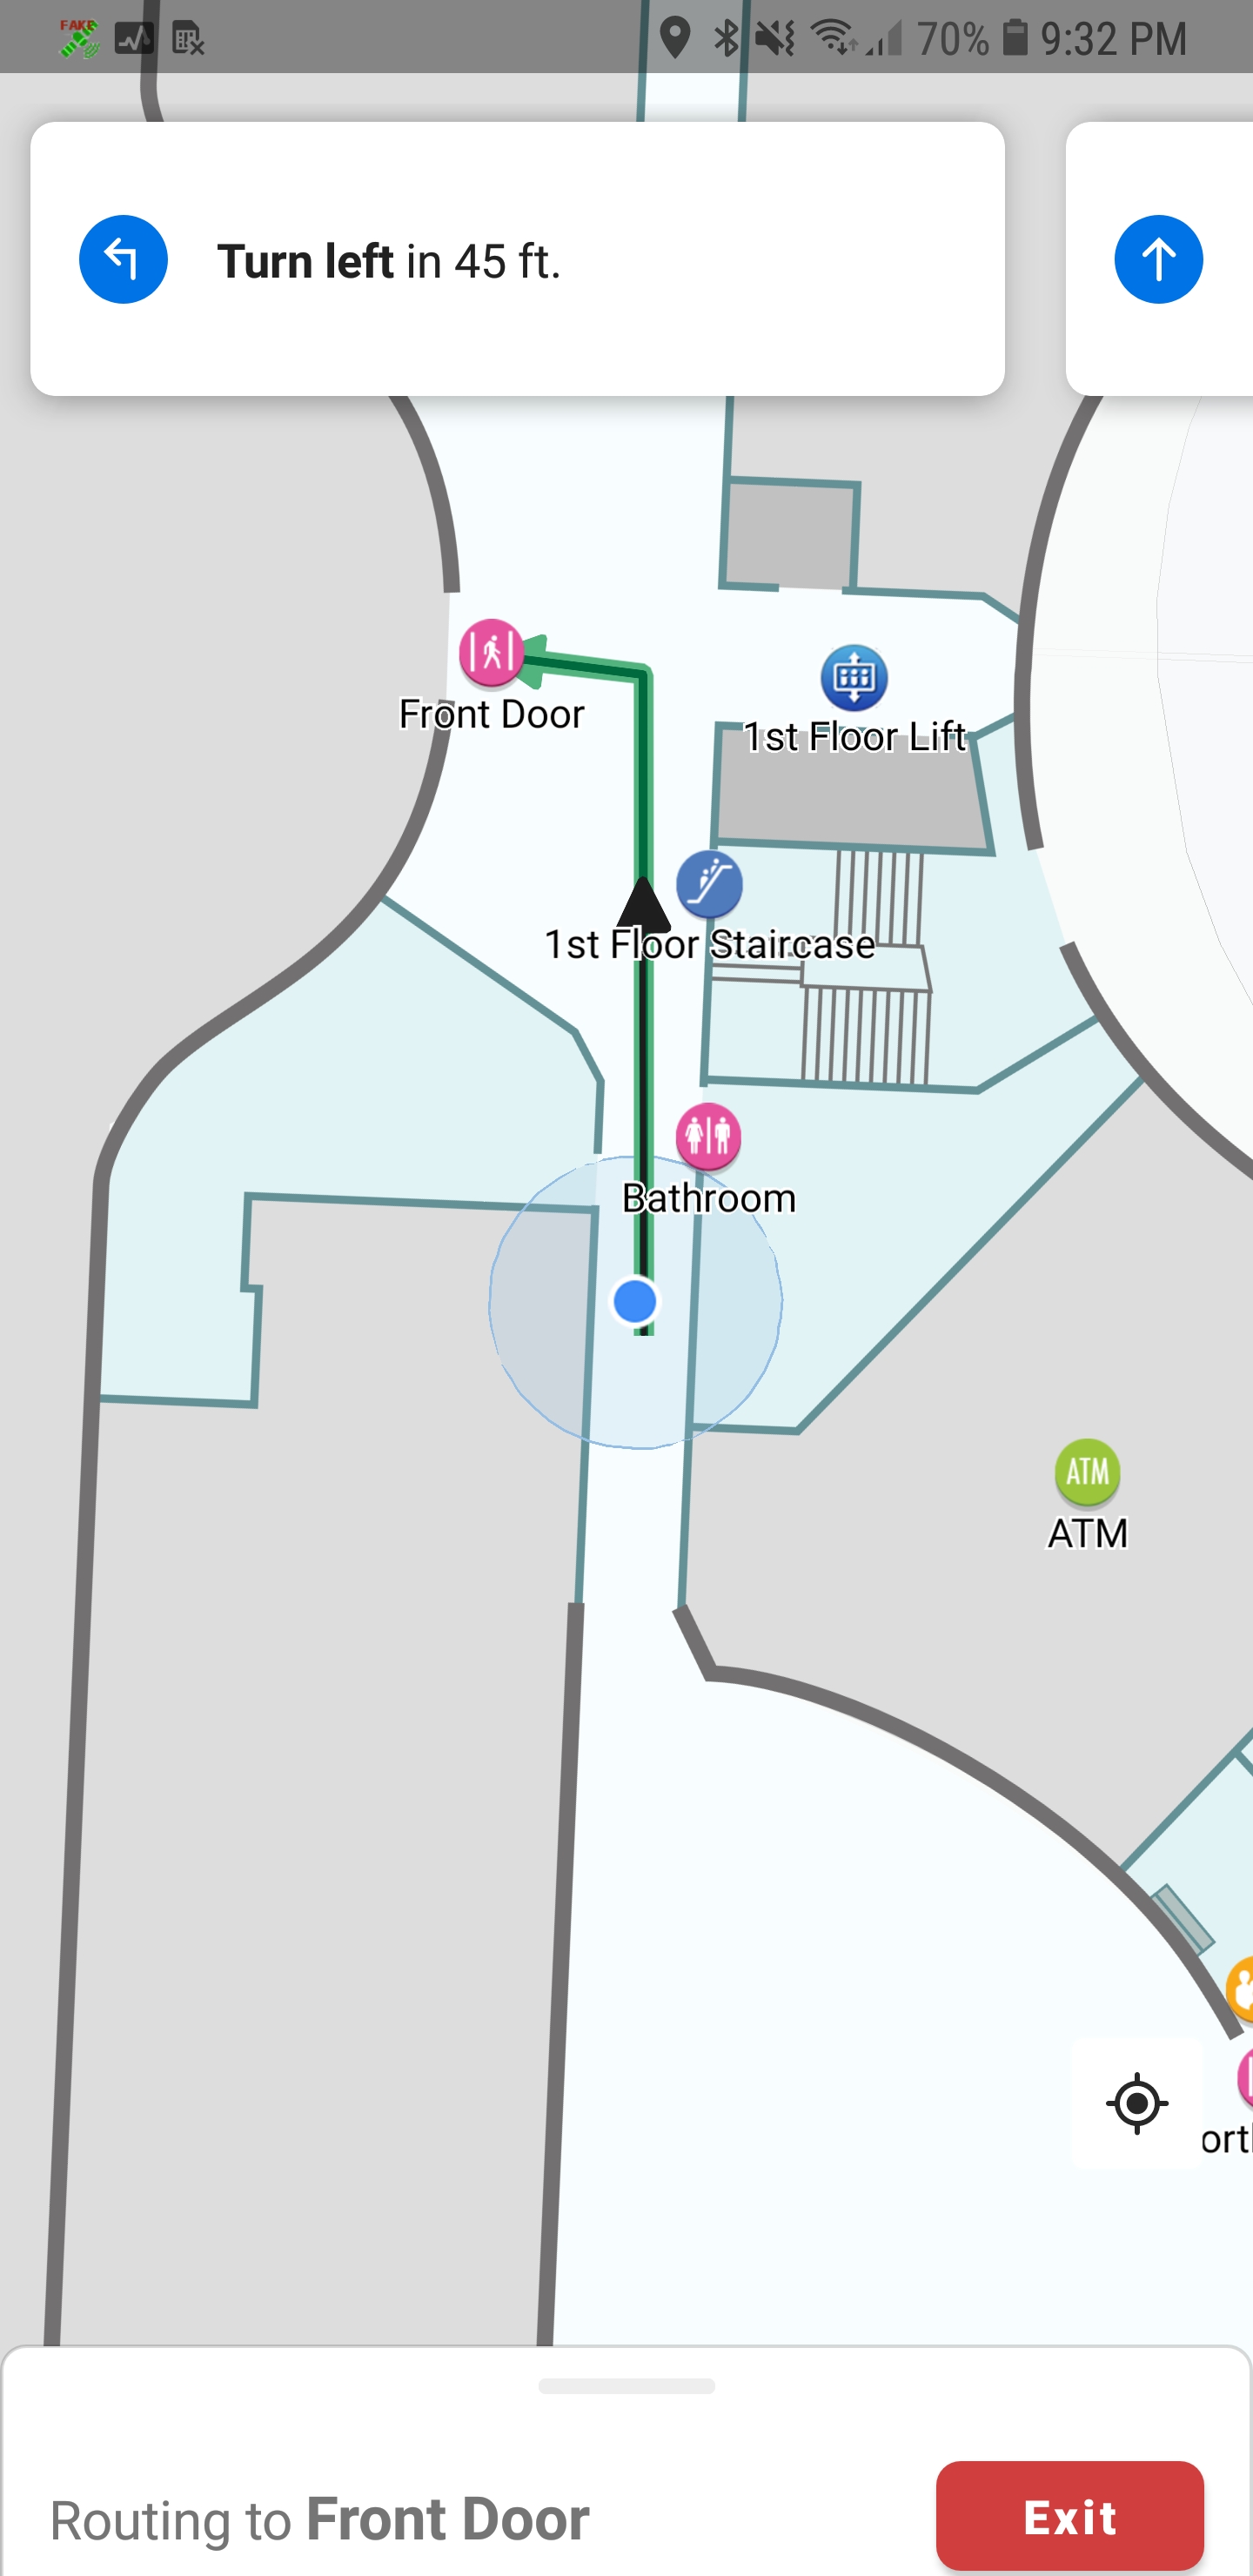 FAKE
70% 9:32 PM
Turn left in 45 ft.
Front Door
1st Floor Lift
1st Floor Staircase
Bathroom
ATM
ATM
ort
Routing to Front Door
Exit